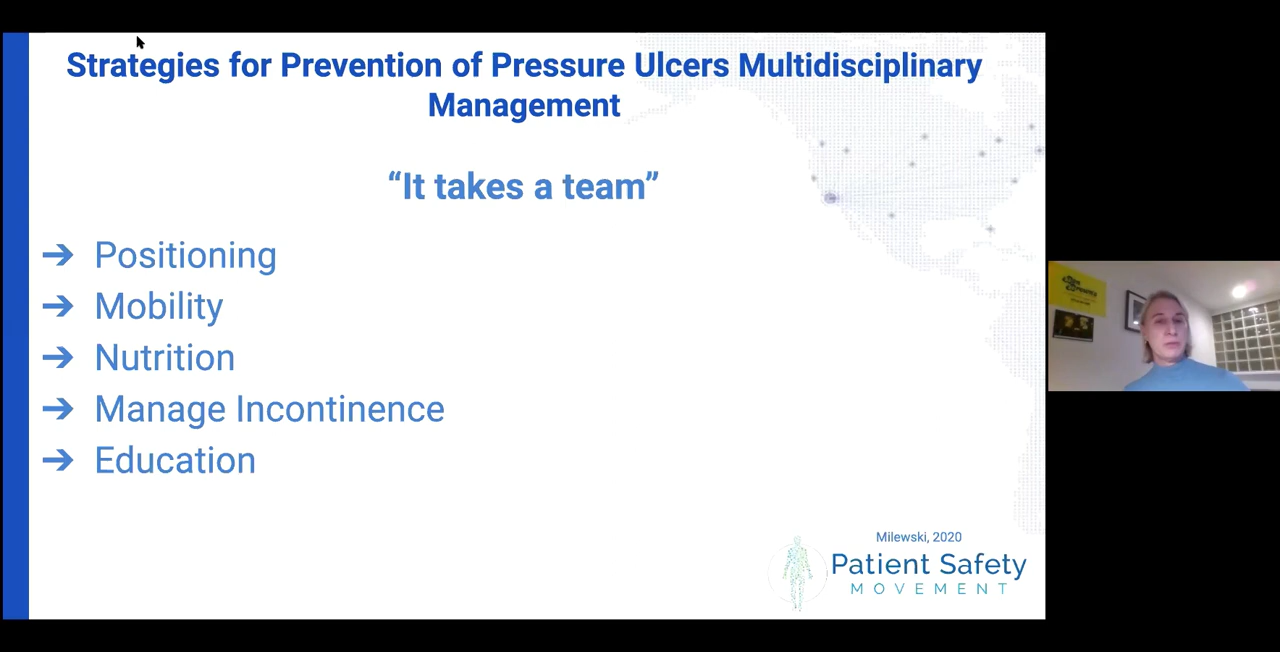 Strategies for Prevention of Pressure Ulcers Multidisciplinary
Management
“It takes a team”
➔ Positioning
➔ Mobility
➔ Nutrition
➔ Manage Incontinence
➔ Education
Milewski, 2020
Patient Safety
MOVEMENT